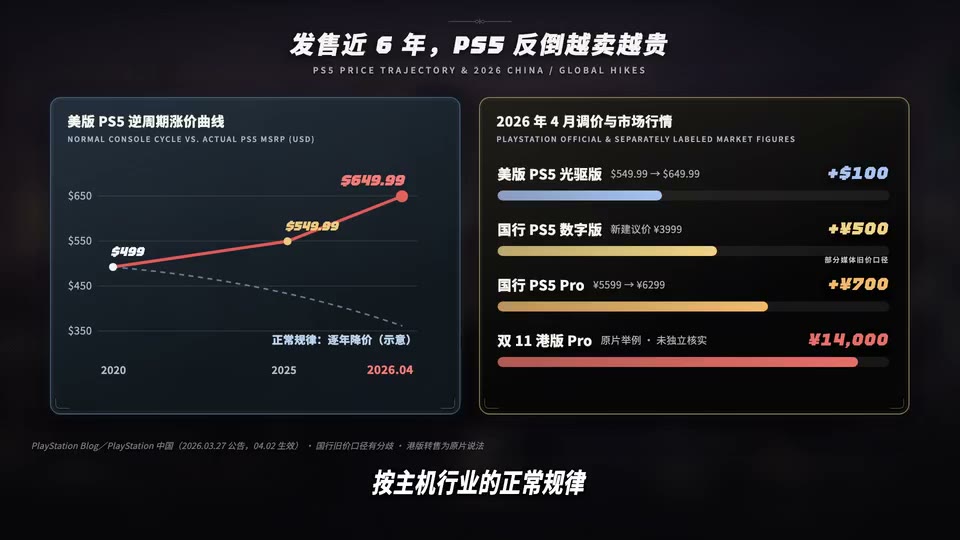 发售近 6 年，PS5 反倒越卖越贵
PS5 PRICE TRAJECTORY & 2026 CHINA / GLOBAL HIKES
美版 PS5 逆周期涨价曲线
NORMAL CONSOLE CYCLE VS. ACTUAL PS5 MSRP (USD)
$649.99
$650
$549.99
$550
$499
$450
$350
正常规律：逐年降价（示意）
2020 2025 2026.04
2026 年 4 月调价与市场行情
PLAYSTATION OFFICIAL & SEPARATELY LABELED MARKET FIGURES
美版 PS5 光驱版 $549.99 → $649.99 +$100
国行 PS5 数字版 新建议价 ¥3999 +¥500
部分媒体旧价口径
国行 PS5 Pro ¥5599 → ¥6299 +¥700
双 11 港版 Pro 原片举例 · 未独立核实 ¥14,000
PlayStation Blog／PlayStation 中国（2026.03.27 公告，04.02 生效） · 国行旧价口径有分歧 · 港版转售为原片说法
按主机行业的正常规律